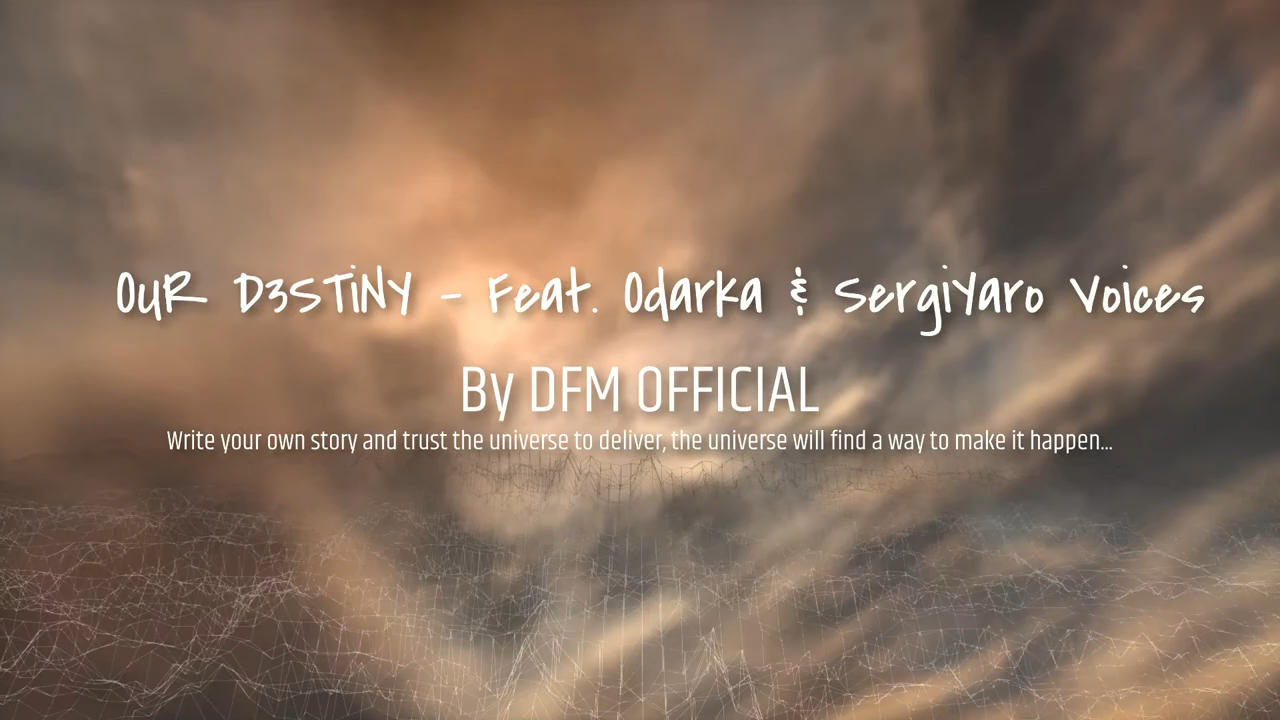 OUR D3STiNY - Feat. Odarka & SergiYaro Voices
By DFM OFFICIAL
Write your own story and trust the universe to deliver, the universe will find a way to make it happen...